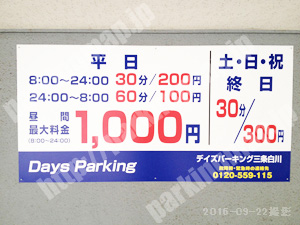 平日
8:00〜24:00 30分/200円
24:00〜8:00 60分/100円
昼間
最大料金
(8:00〜24:00)
1,000円
土・日・祝
終日
30分
/300円
Days Parking
デイズパーキング三条白川
0120-559-115
2016-09-22撮影